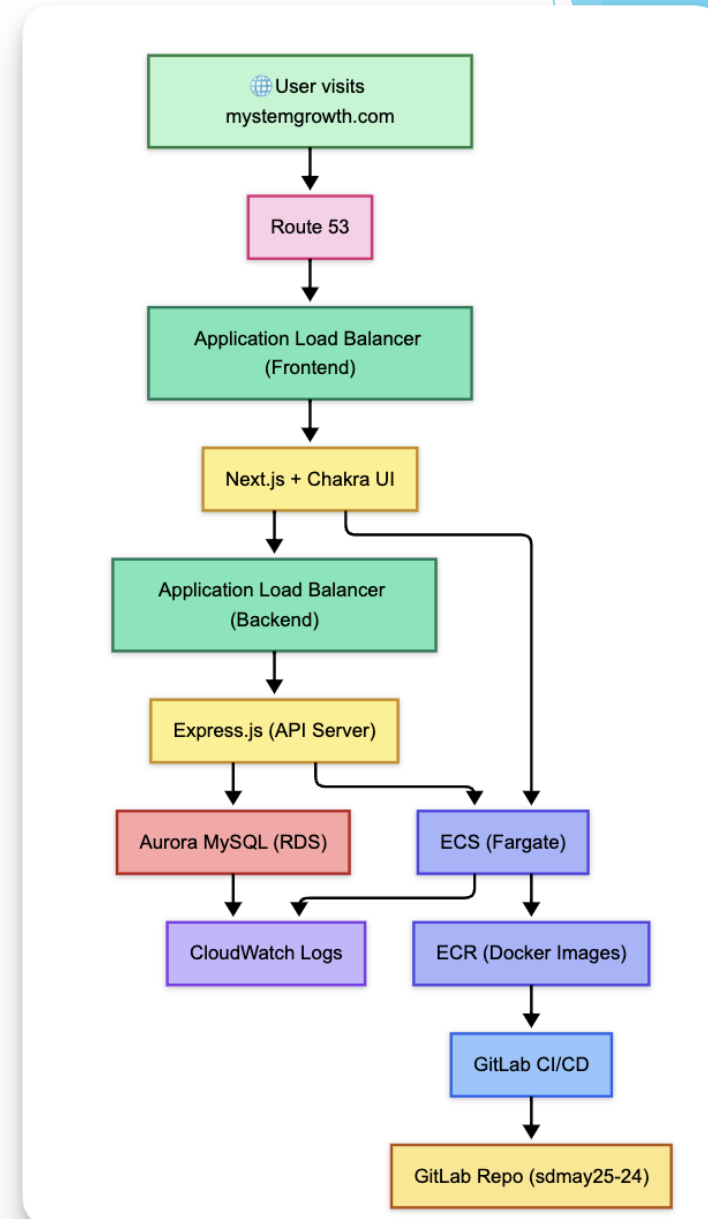 🌐User visits
mystemgrowth.com
Route 53
Application Load Balancer
(Frontend)
Next.js + Chakra UI
Application Load Balancer
(Backend)
Express.js (API Server)
Aurora MySQL (RDS)
ECS (Fargate)
CloudWatch Logs
ECR (Docker Images)
GitLab CI/CD
GitLab Repo (sdmay25-24)